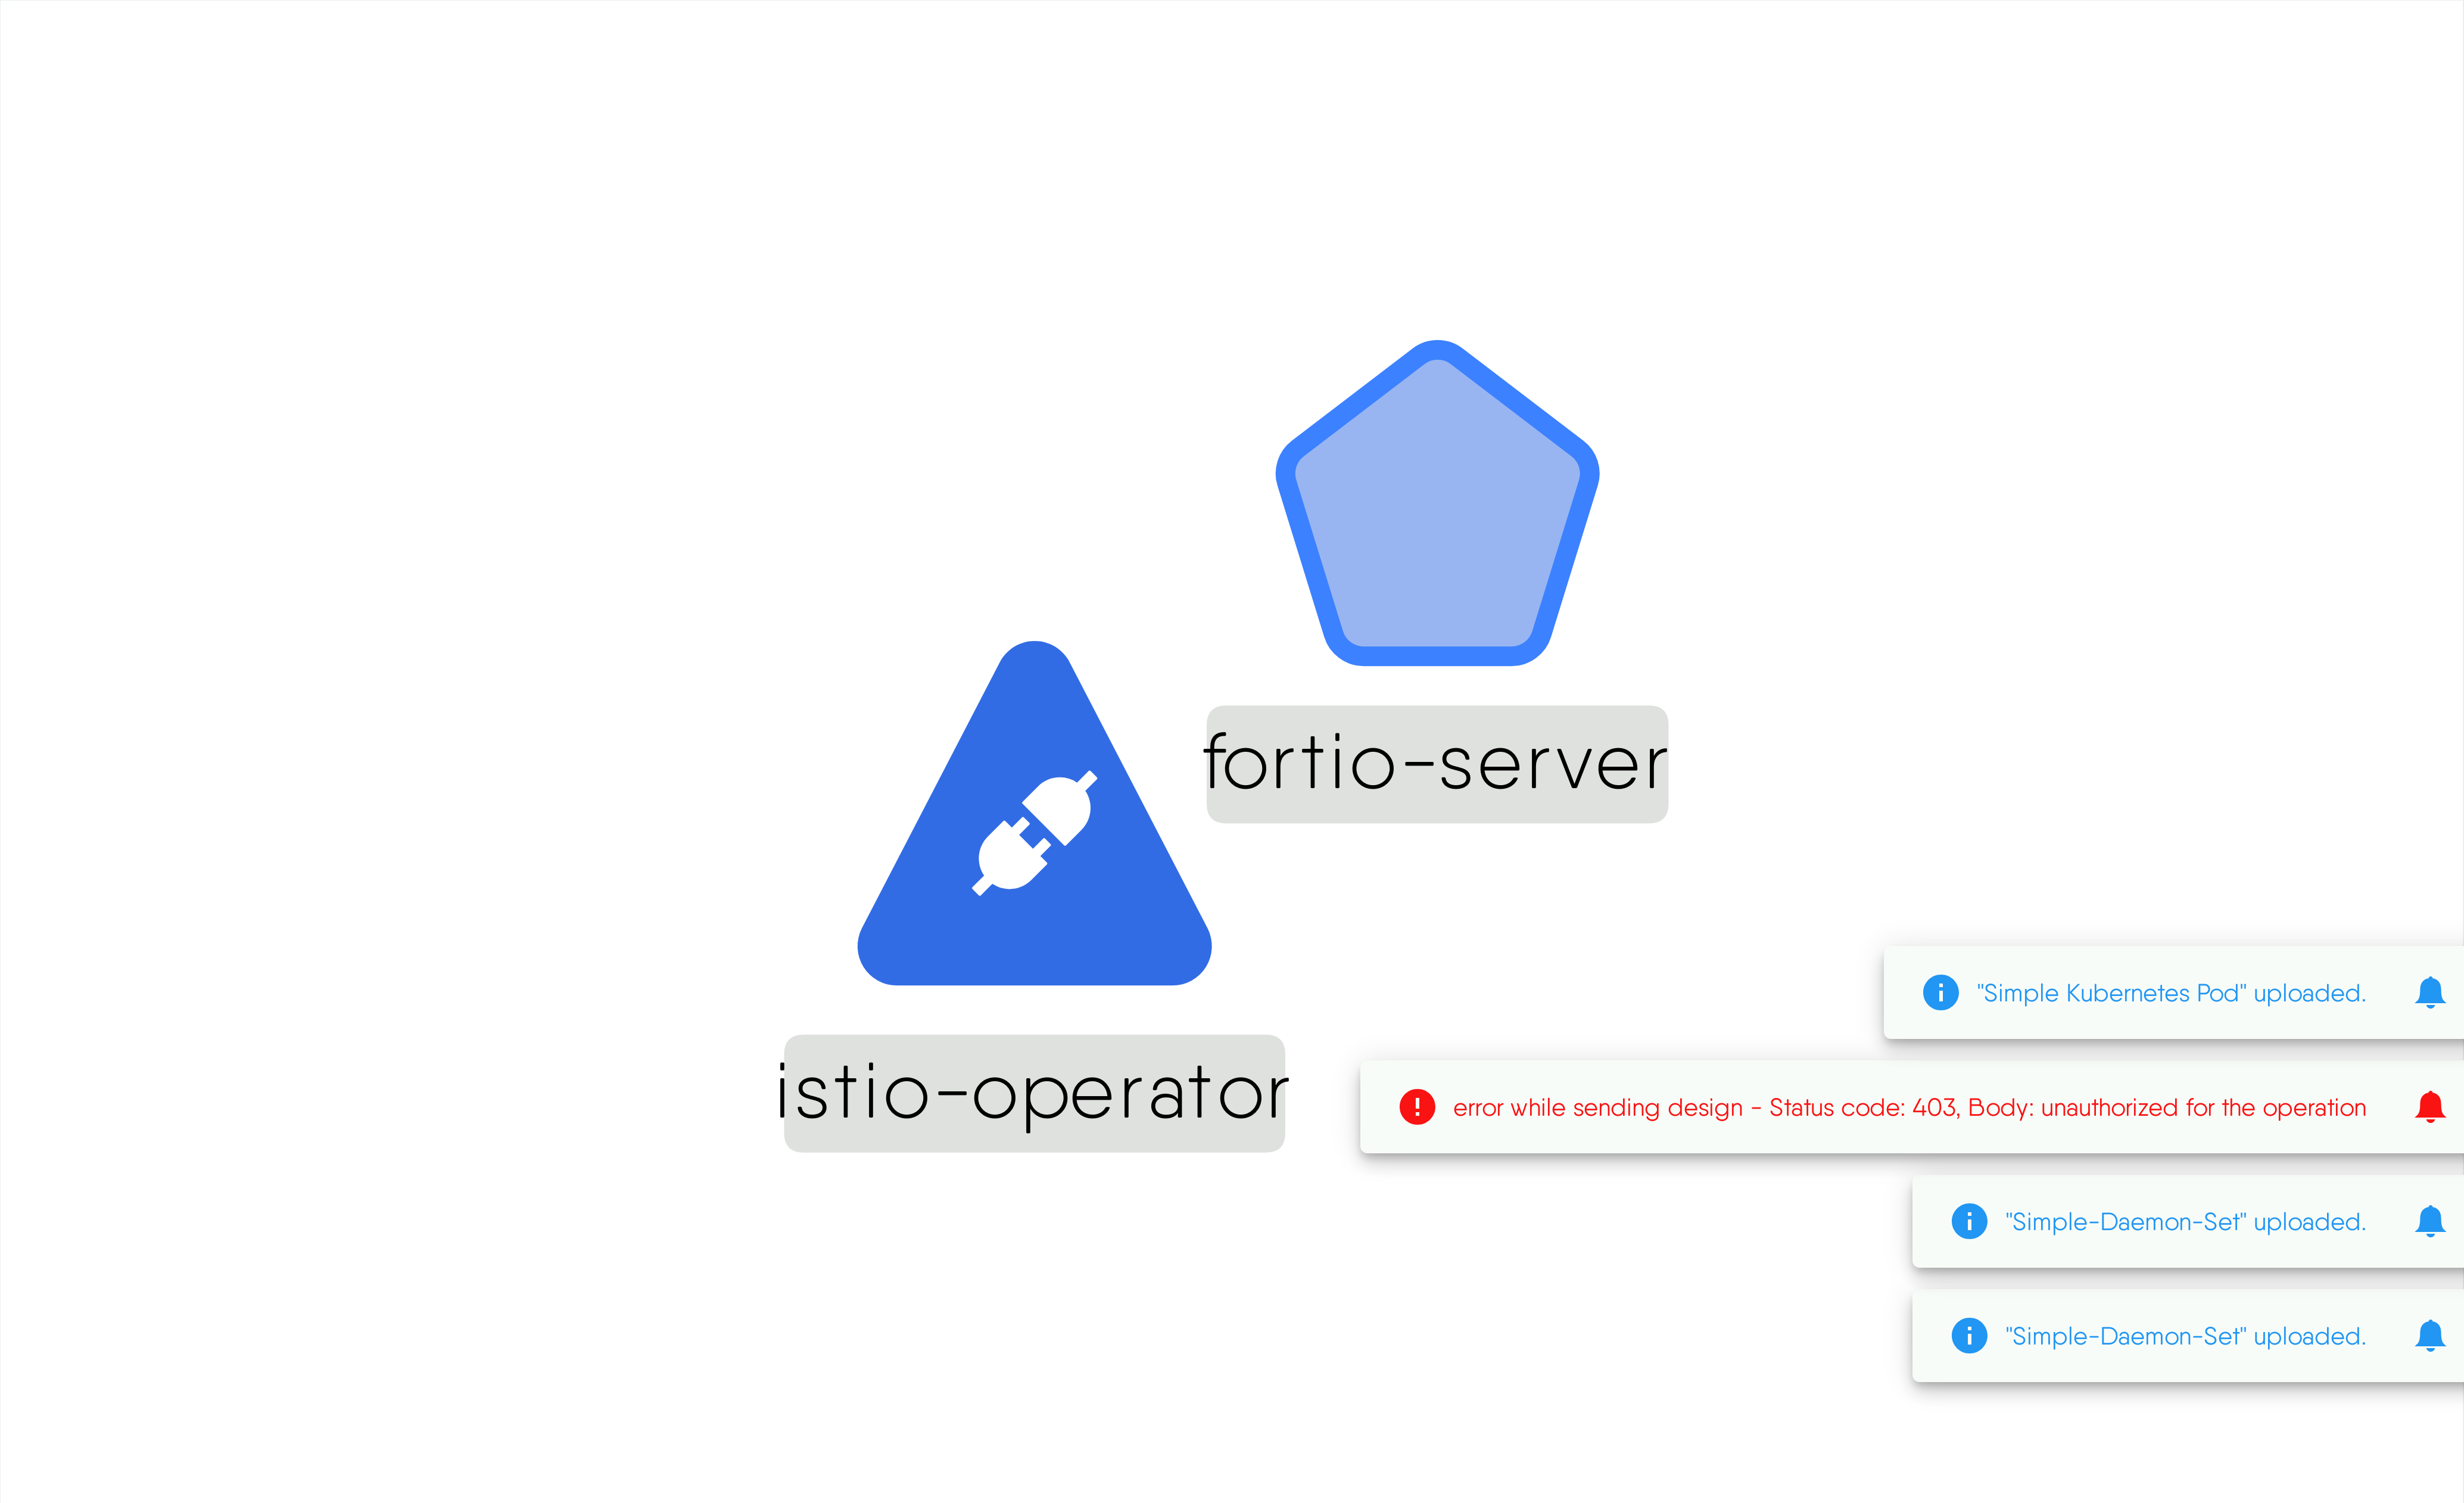 fortio-server
istio-operator
"Simple Kubernetes Pod" uploaded.
error while sending design - Status code: 403, Body: unauthorized for the operation
"Simple-Daemon-Set" uploaded.
"Simple-Daemon-Set" uploaded.